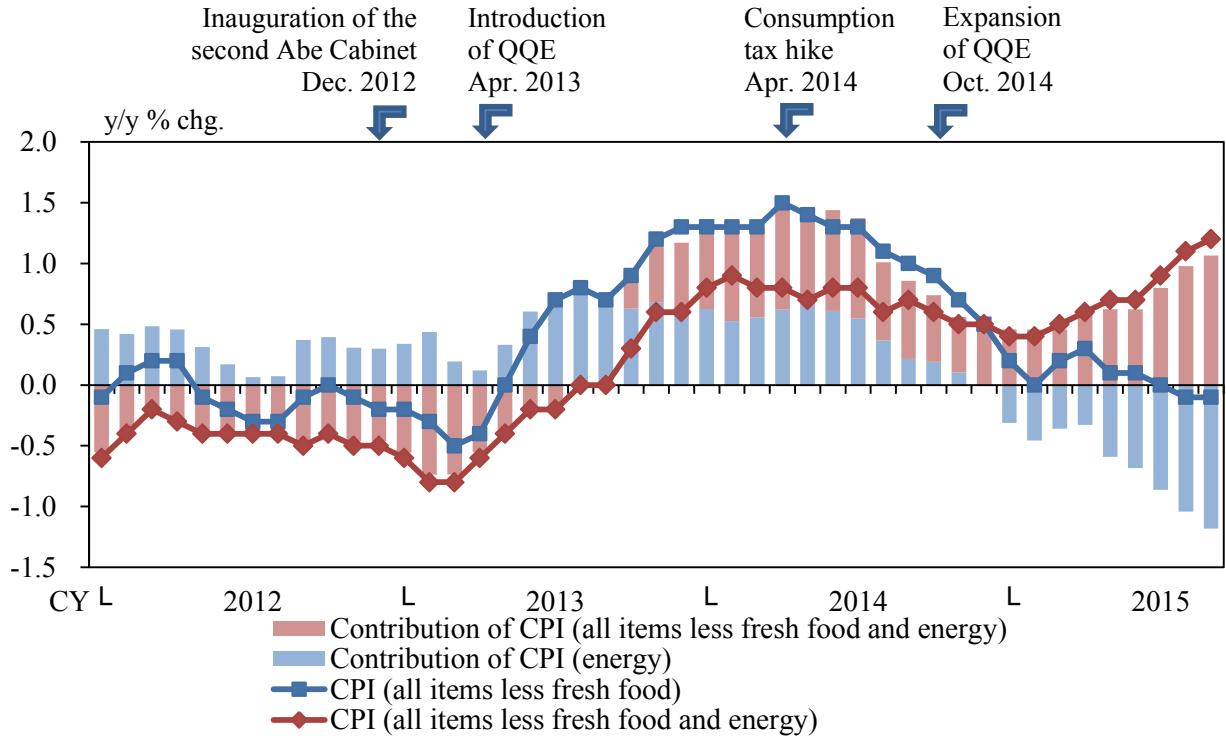 Inauguration of the
second Abe Cabinet
Dec. 2012
Introduction
of QQE
Apr. 2013
Consumption
tax hike
Apr. 2014
Expansion
of QQE
Oct. 2014
y/y % chg.
2.0
1.5
1.0
0.5
0.0
-0.5
-1.0
-1.5
CY 2012 2013 2014 2015
Contribution of CPI (all items less fresh food and energy)
Contribution of CPI (energy)
CPI (all items less fresh food)
CPI (all items less fresh food and energy)